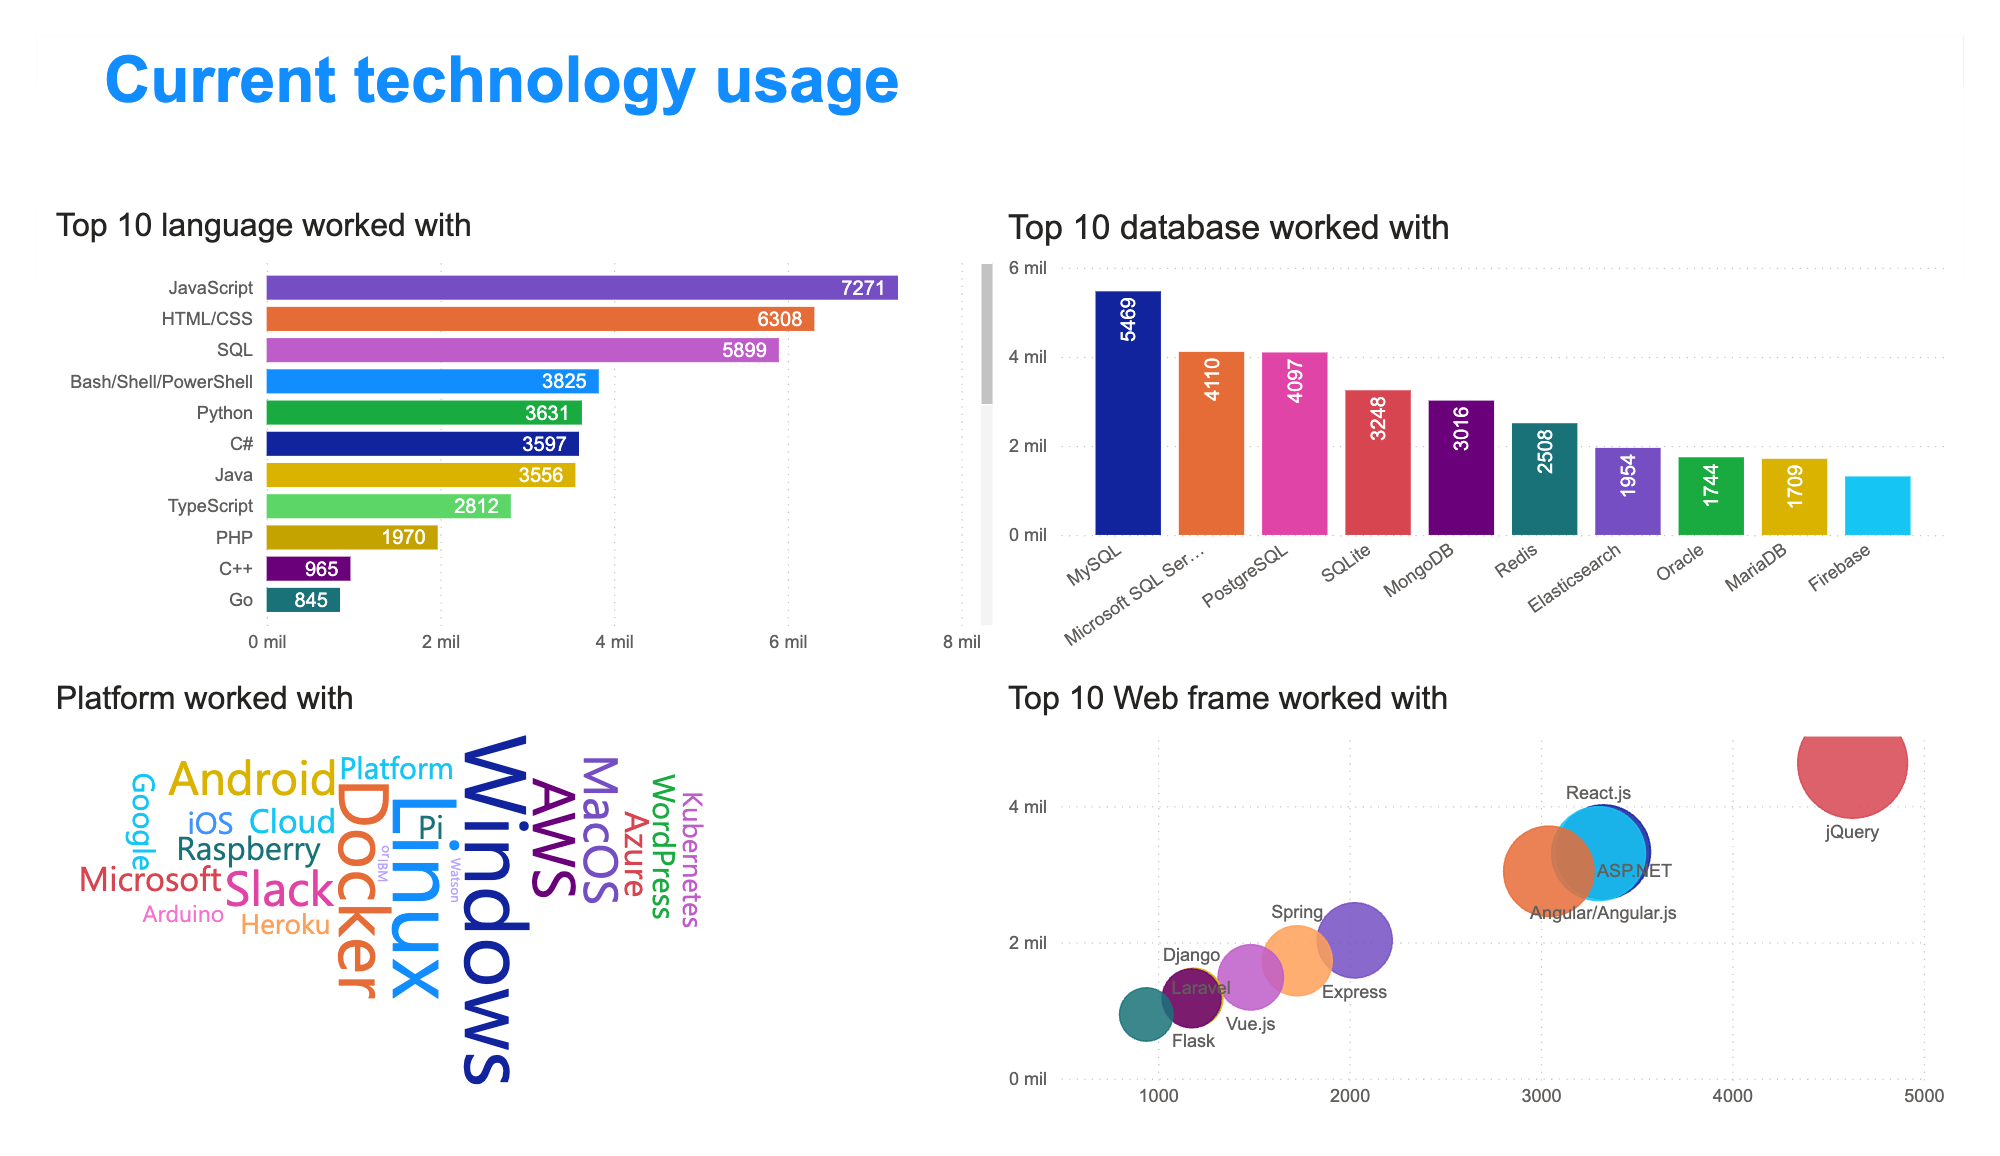 Current technology usage
Top 10 language worked with
JavaScript 7271
HTML/CSS 6308
SQL 5899
Bash/Shell/PowerShell 3825
Python 3631
C# 3597
Java 3556
TypeScript 2812
PHP 1970
C++ 965
Go 845
0 mil 2 mil 4 mil 6 mil 8 mil
Top 10 database worked with
6 mil
4 mil
2 mil
0 mil
5469 4110 4097 3248 3016 2508 1954 1744 1709
MySQL Microsoft SQL Ser... PostgreSQL SQLite MongoDB Redis Elasticsearch Oracle MariaDB Firebase
Platform worked with
Google
Android
Platform
iOS
Cloud
Raspberry
Pi
Microsoft
Slack
Arduino
Heroku
Docker
or IBM
Linux
Watson
Windows
AWS
MacOS
Azure
WordPress
Kubernetes
Top 10 Web frame worked with
4 mil
2 mil
0 mil
React.js
jQuery
ASP.NET
Angular/Angular.js
Spring
Express
Django
Laravel
Vue.js
Flask
1000 2000 3000 4000 5000